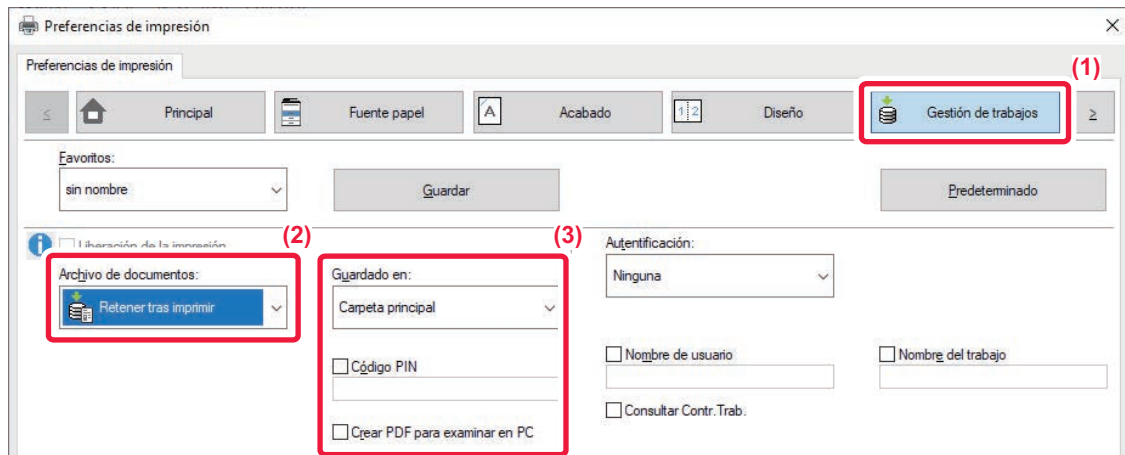 Preferencias de impresión
Preferencias de impresión
(1)
≤ Principal Fuente papel A Acabado 1 2 Diseño Gestión de trabajos ≥
Favoritos:
sin nombre Guardar Predeterminado
Liberación de la impresión (2) (3) Autentificación:
Archivo de documentos: Guardado en: Ninguna
Retener tras imprimir Carpeta principal
Código PIN Nombre de usuario Nombre del trabajo
Consultar Contr.Trab.
Crear PDF para examinar en PC